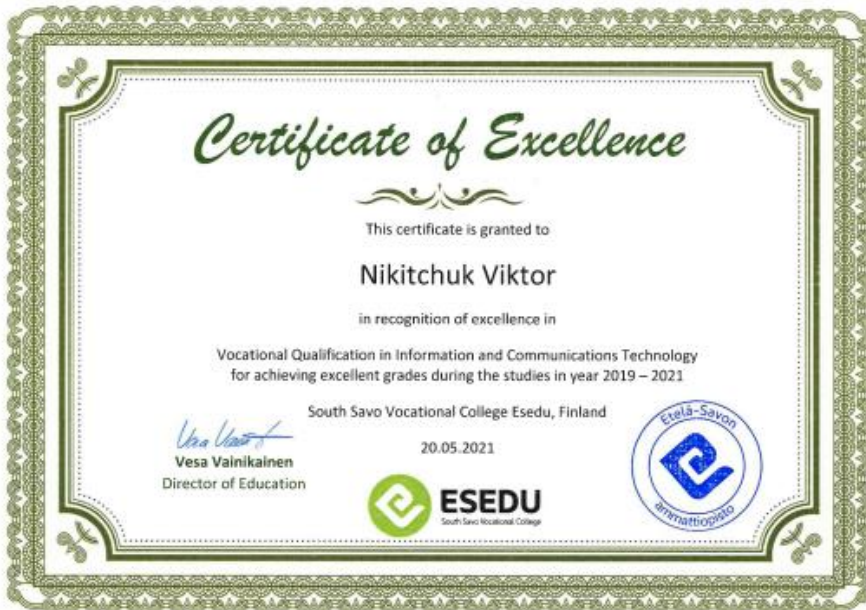 Certificate of Excellence
This certificate is granted to
Nikitchuk Viktor
in recognition of excellence in
Vocational Qualification in Information and Communications Technology
for achieving excellent grades during the studies in year 2019 – 2021
South Savo Vocational College Esedu, Finland
20.05.2021
Vesa Vainikainen
Director of Education
ESEDU
South Savo Vocational College
Etelä-Savon
ammattiopisto